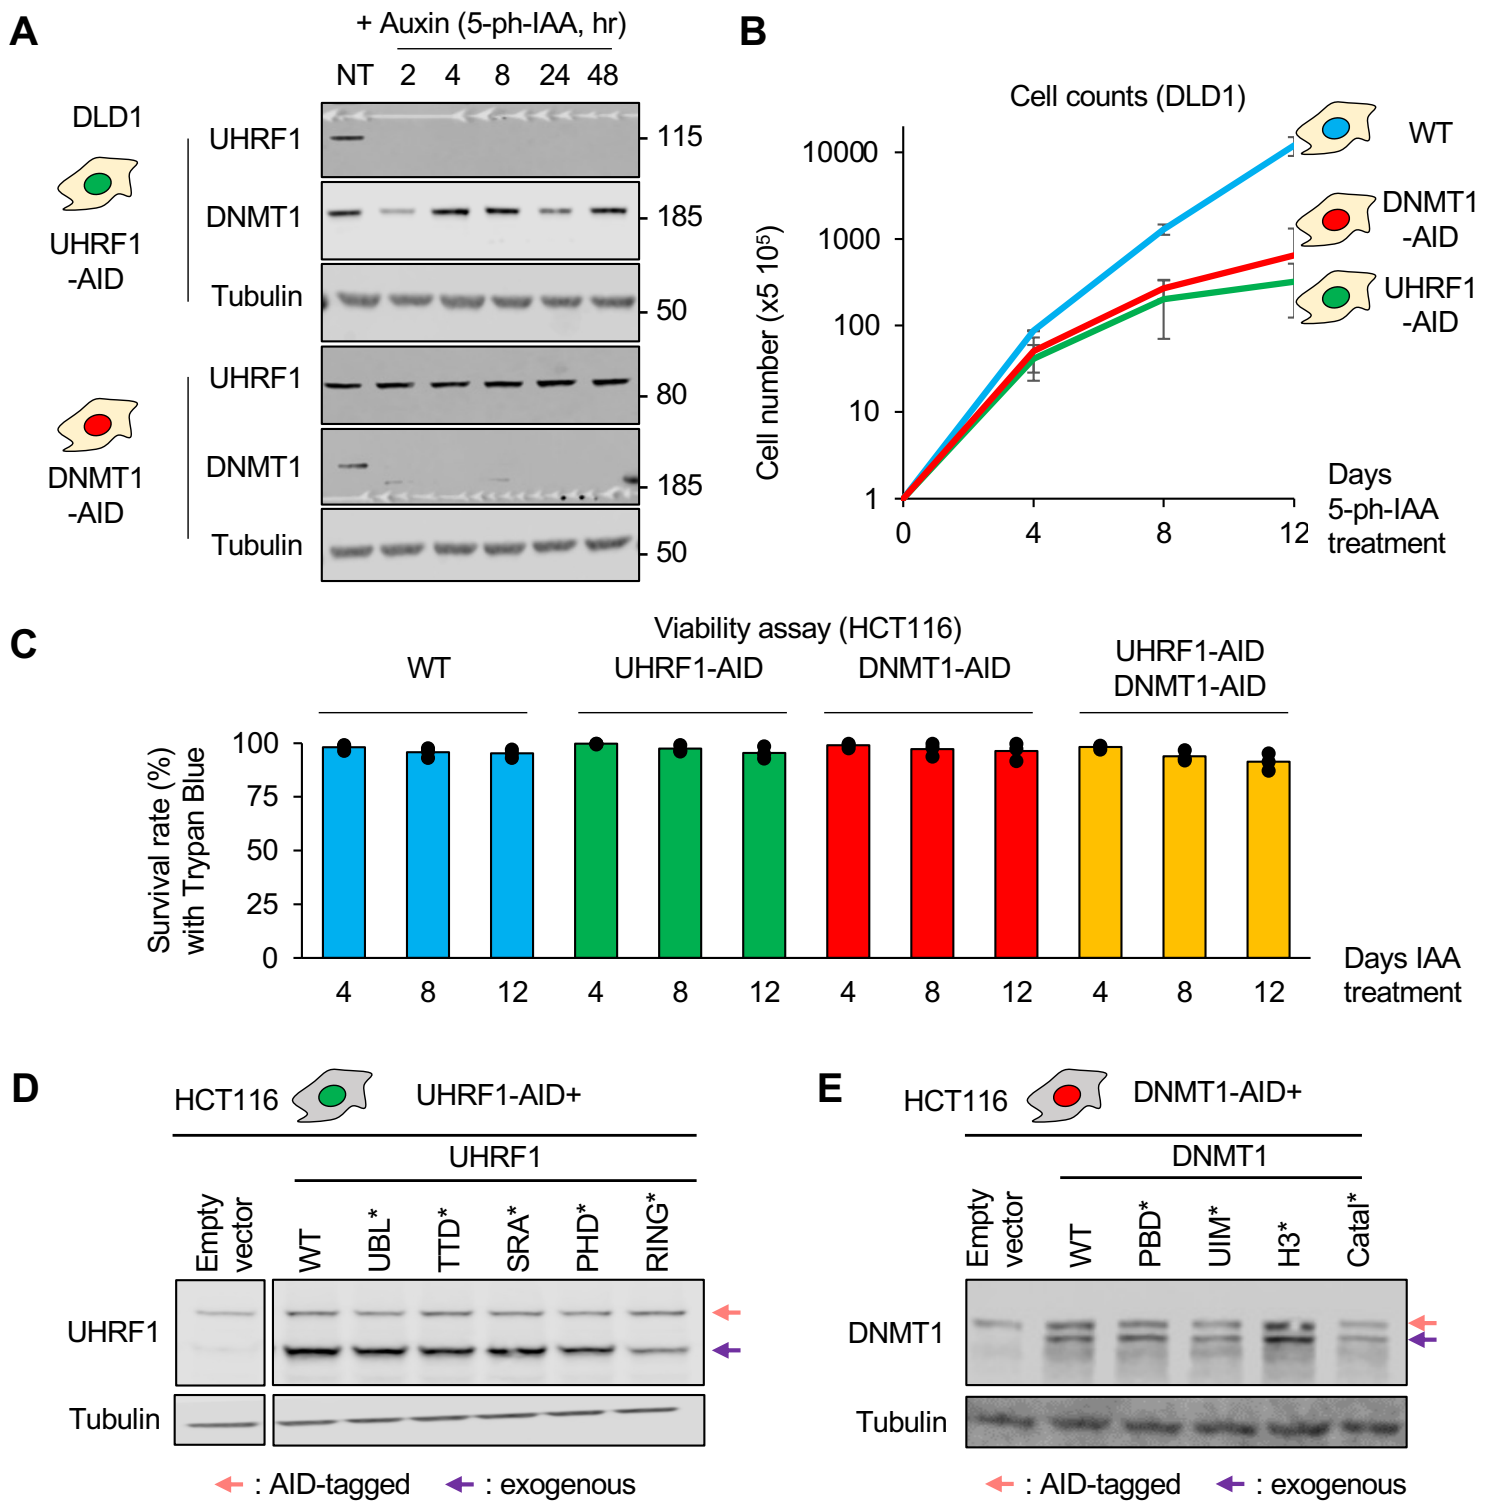 A
+ Auxin (5-ph-IAA, hr)
NT 2 4 8 24 48
DLD1
UHRF1
-AID
UHRF1
115
DNMT1
185
Tubulin
50
DNMT1
-AID
UHRF1
80
DNMT1
185
Tubulin
50
B
Cell counts (DLD1)
Cell number (x5 10⁵)
10000
1000
100
10
1
0 4 8 12
WT
DNMT1
-AID
UHRF1
-AID
Days
5-ph-IAA
treatment
C
Viability assay (HCT116)
WT
UHRF1-AID
DNMT1-AID
UHRF1-AID
DNMT1-AID
Survival rate (%)
with Trypan Blue
100
75
50
25
0
4 8 12 4 8 12 4 8 12 4 8 12
Days IAA
treatment
D
HCT116
UHRF1-AID+
UHRF1
Empty
vector
WT
UBL*
TTD*
SRA*
PHD*
RING*
UHRF1
Tubulin
: AID-tagged
: exogenous
E
HCT116
DNMT1-AID+
DNMT1
Empty
vector
WT
PBD*
UIM*
H3*
Catal*
DNMT1
Tubulin
: AID-tagged
: exogenous